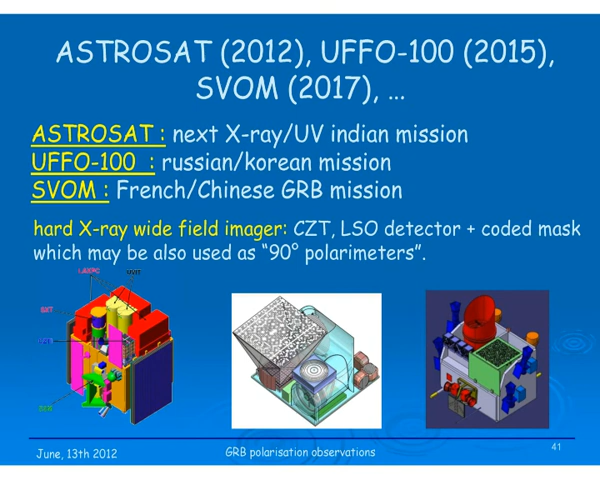 ASTROSAT (2012), UFFO-100 (2015),
SVOM (2017), ...
ASTROSAT : next X-ray/UV indian mission
UFFO-100 : russian/korean mission
SVOM : French/Chinese GRB mission
hard X-ray wide field imager: CZT, LSO detector + coded mask
which may be also used as “90° polarimeters”.
LAXPC
UVIT
SXT
June, 13th 2012
GRB polarisation observations
41